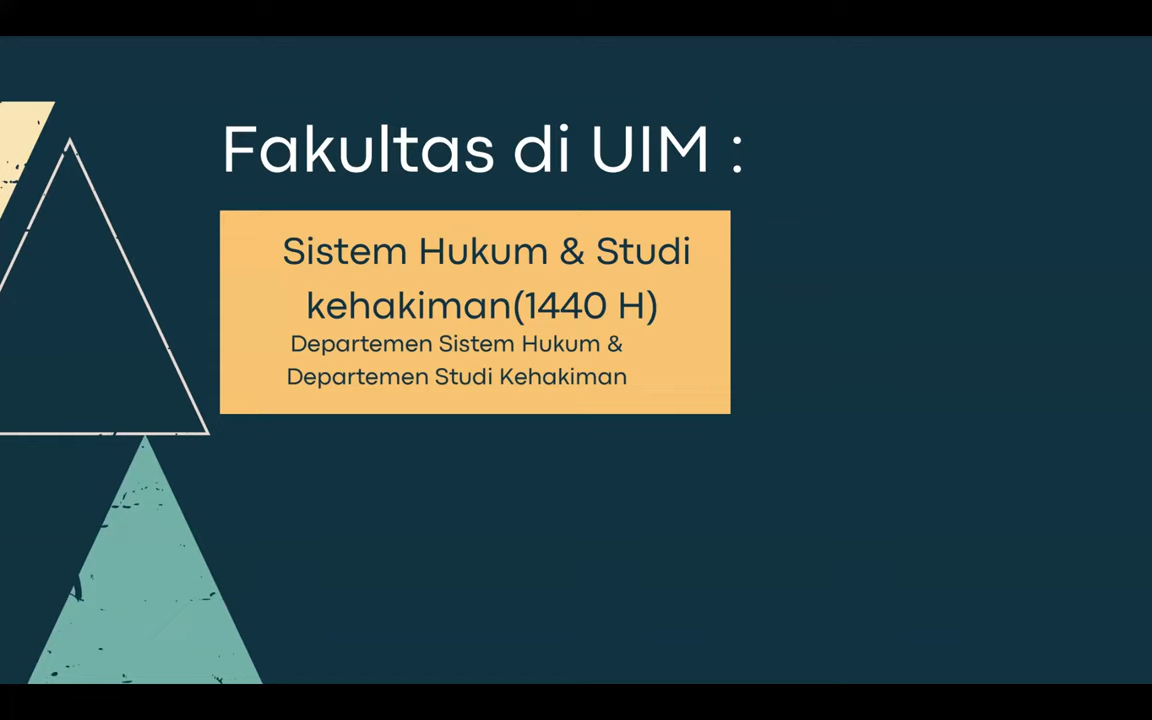 Fakultas di UIM :
Sistem Hukum & Studi
kehakiman(1440 H)
Departemen Sistem Hukum &
Departemen Studi Kehakiman